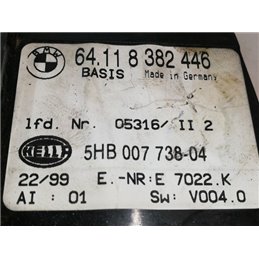 BMW
64.11 8 382 446
BASIS Made in Germany
lfd. Nr. 05316/ II 2
HELLA 5HB 007 738-04
22/99 E.-NR:E 7022.K
AI : 01 SW: V004.0